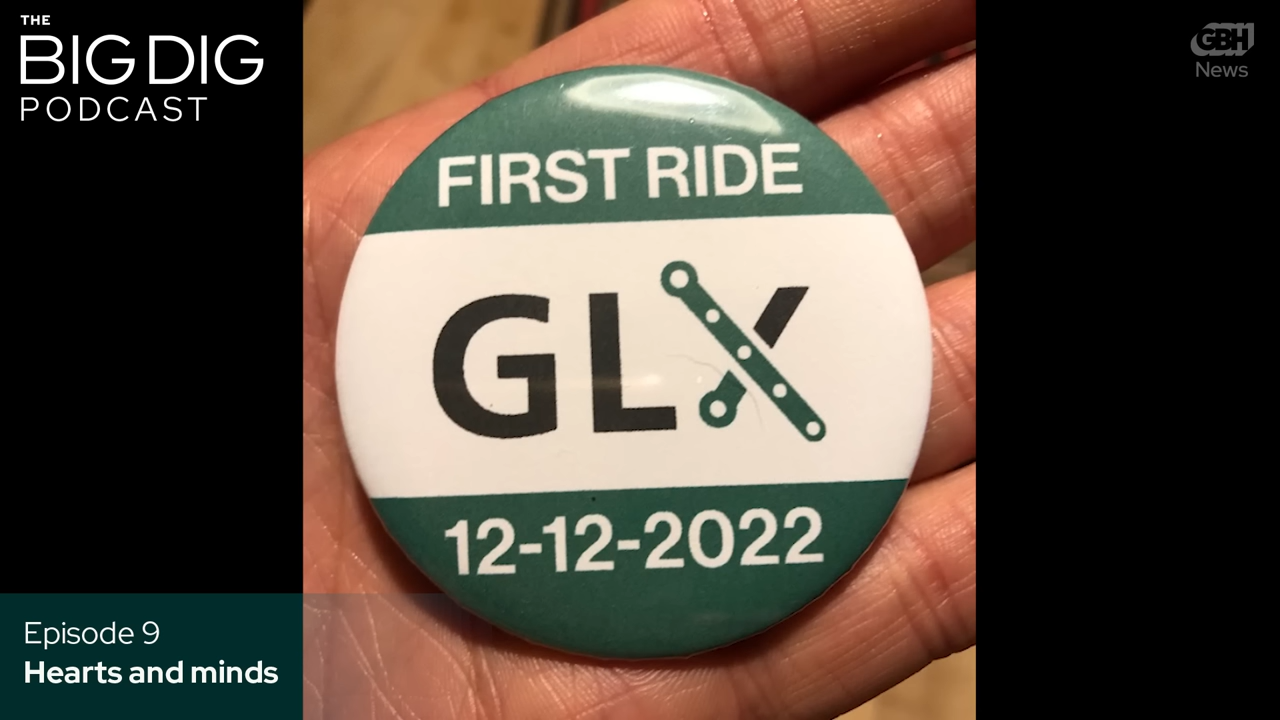 THE
BIG DIG
PODCAST
GBH
News
FIRST RIDE
GLX
12-12-2022
Episode 9
Hearts and minds